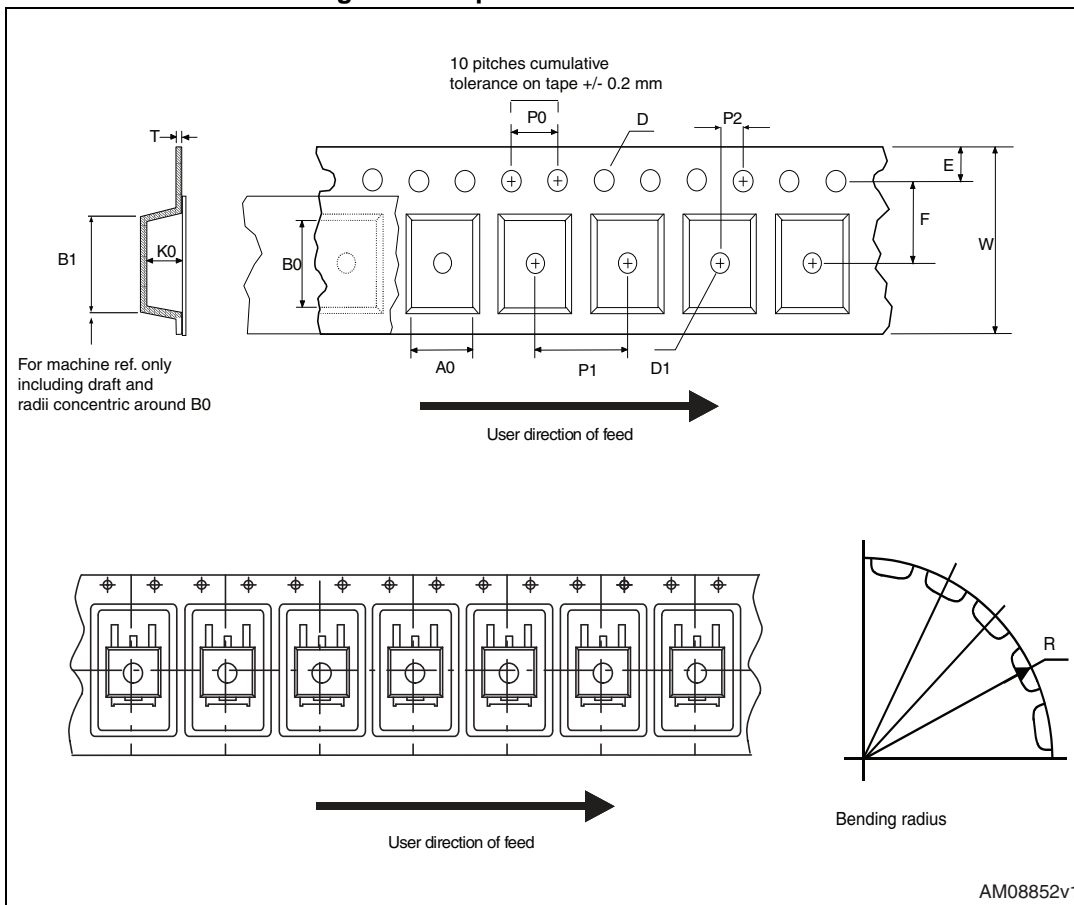 10 pitches cumulative
tolerance on tape +/- 0.2 mm
P0
D
P2
T
E
F
W
B1
K0
B0
For machine ref. only
including draft and
radii concentric around B0
A0
P1
D1
User direction of feed
R
Bending radius
User direction of feed
AM08852v1